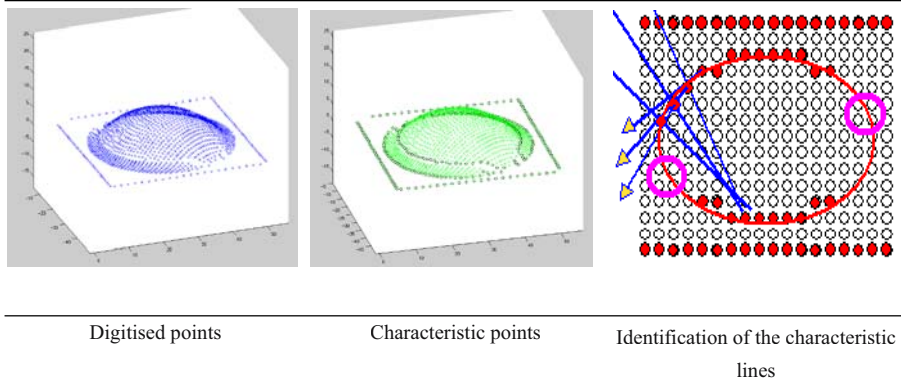 Digitised points
Characteristic points
Identification of the characteristic
lines